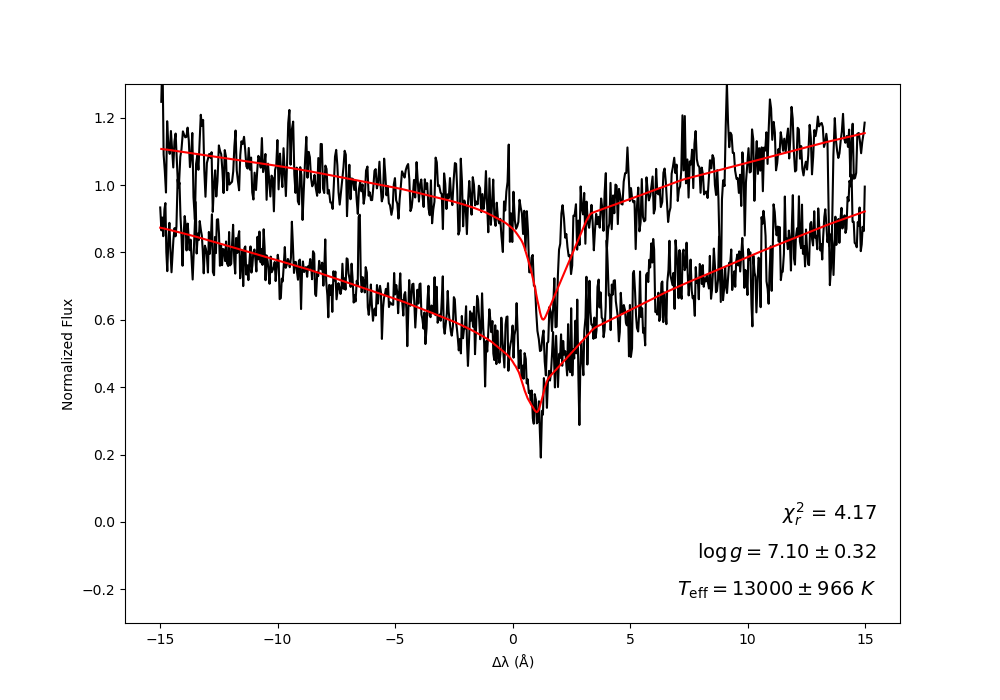 1.2
1.0
0.8
0.6
0.4
0.2
0.0
−0.2
Normalized Flux
χ²ᵣ = 4.17
log g = 7.10 ± 0.32
T_eff = 13000 ± 966 K
−15 −10 −5 0 5 10 15
Δλ (Å)